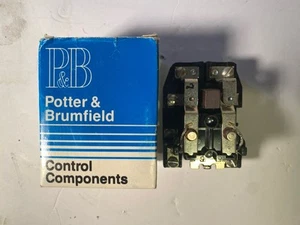 P&B
Potter &
Brumfield
Control
Components